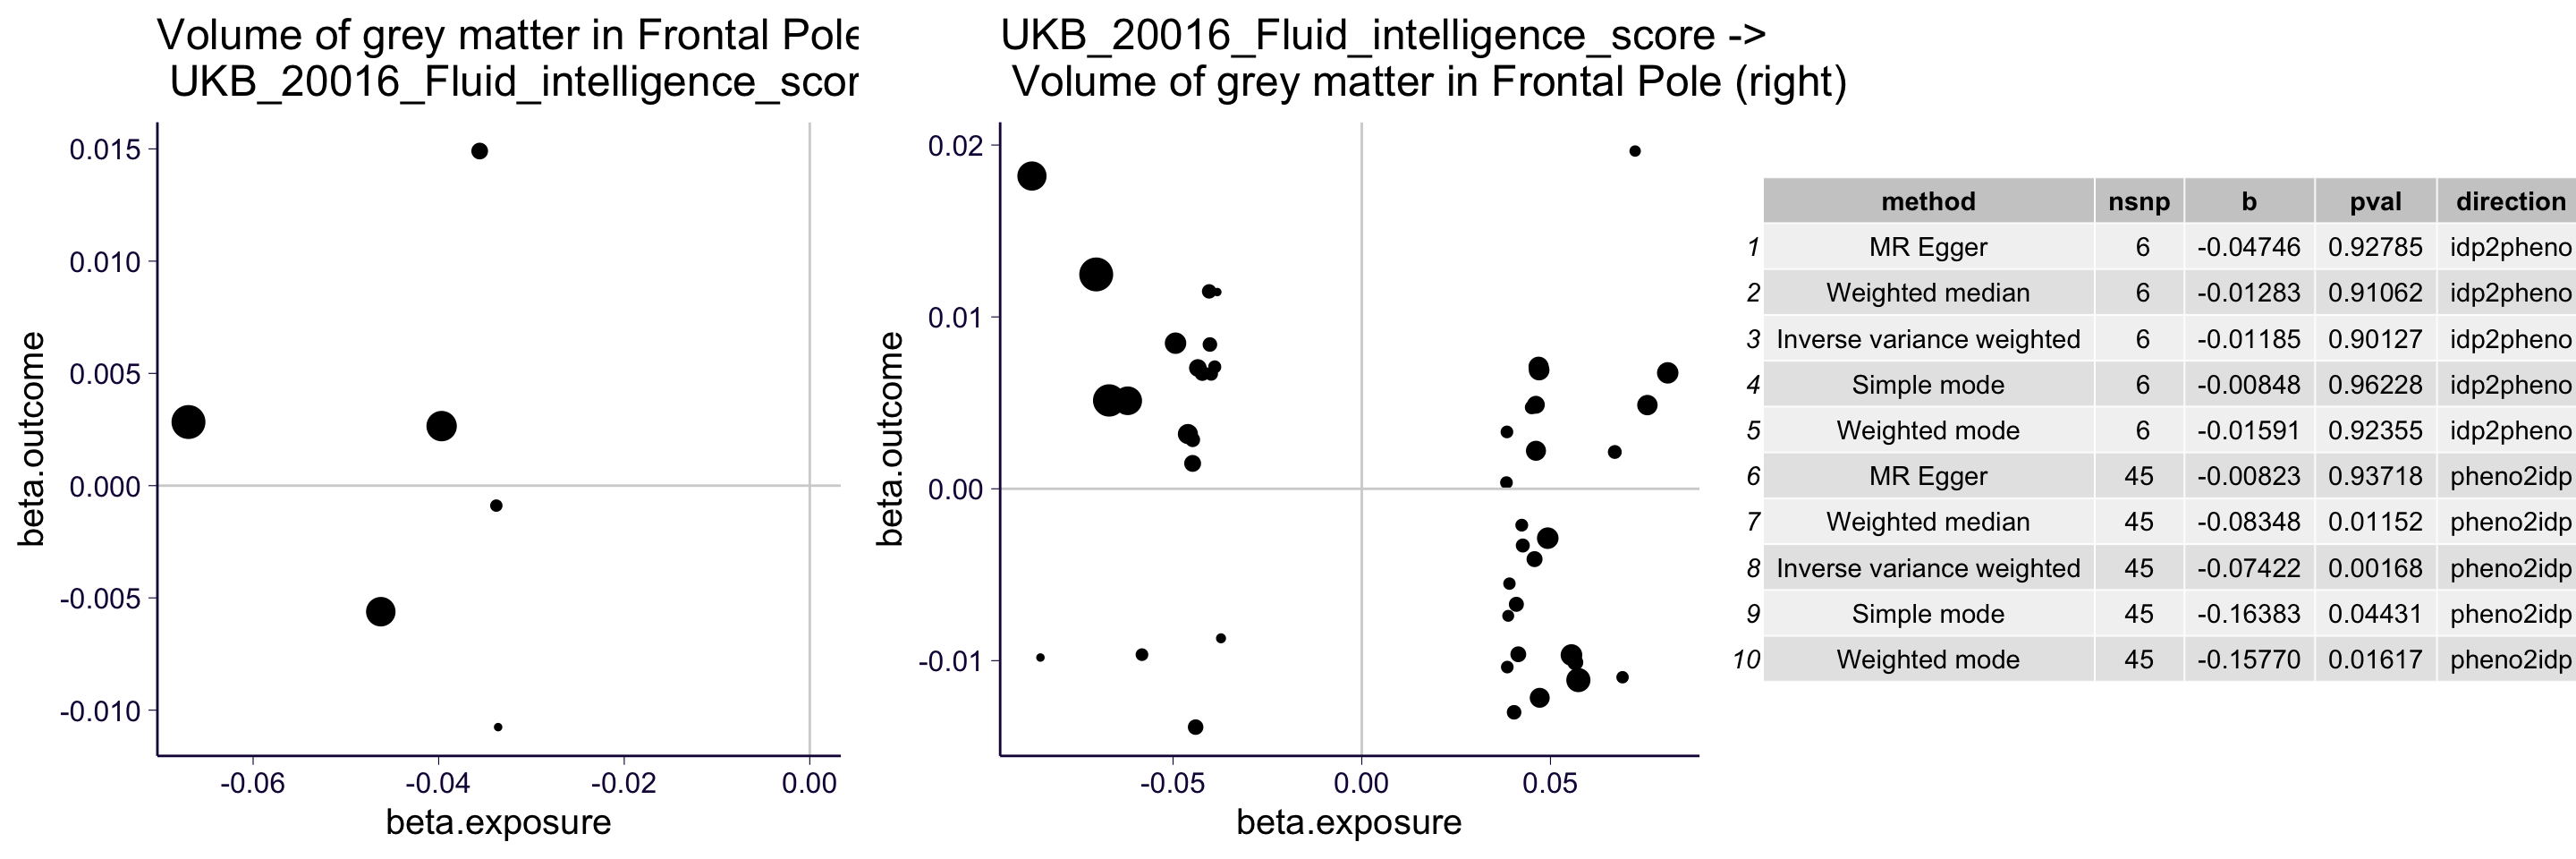 Volume of grey matter in Frontal Pole
UKB_20016_Fluid_intelligence_scor
0.015
0.010
0.005
0.000
-0.005
-0.010
beta.outcome
-0.06 -0.04 -0.02 0.00
beta.exposure
UKB_20016_Fluid_intelligence_score ->
Volume of grey matter in Frontal Pole (right)
0.02
0.01
0.00
-0.01
beta.outcome
-0.05 0.00 0.05
beta.exposure
method nsnp b pval direction
1 MR Egger 6 -0.04746 0.92785 idp2pheno
2 Weighted median 6 -0.01283 0.91062 idp2pheno
3 Inverse variance weighted 6 -0.01185 0.90127 idp2pheno
4 Simple mode 6 -0.00848 0.96228 idp2pheno
5 Weighted mode 6 -0.01591 0.92355 idp2pheno
6 MR Egger 45 -0.00823 0.93718 pheno2idp
7 Weighted median 45 -0.08348 0.01152 pheno2idp
8 Inverse variance weighted 45 -0.07422 0.00168 pheno2idp
9 Simple mode 45 -0.16383 0.04431 pheno2idp
10 Weighted mode 45 -0.15770 0.01617 pheno2idp